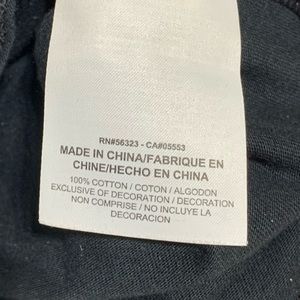 RN#56323 - CA#05553
MADE IN CHINA/FABRIQUE EN
CHINE/HECHO EN CHINA
100% COTTON / COTON / ALGODON
EXCLUSIVE OF DECORATION / DECORATION
NON COMPRISE / NO INCLUYE LA
DECORACION